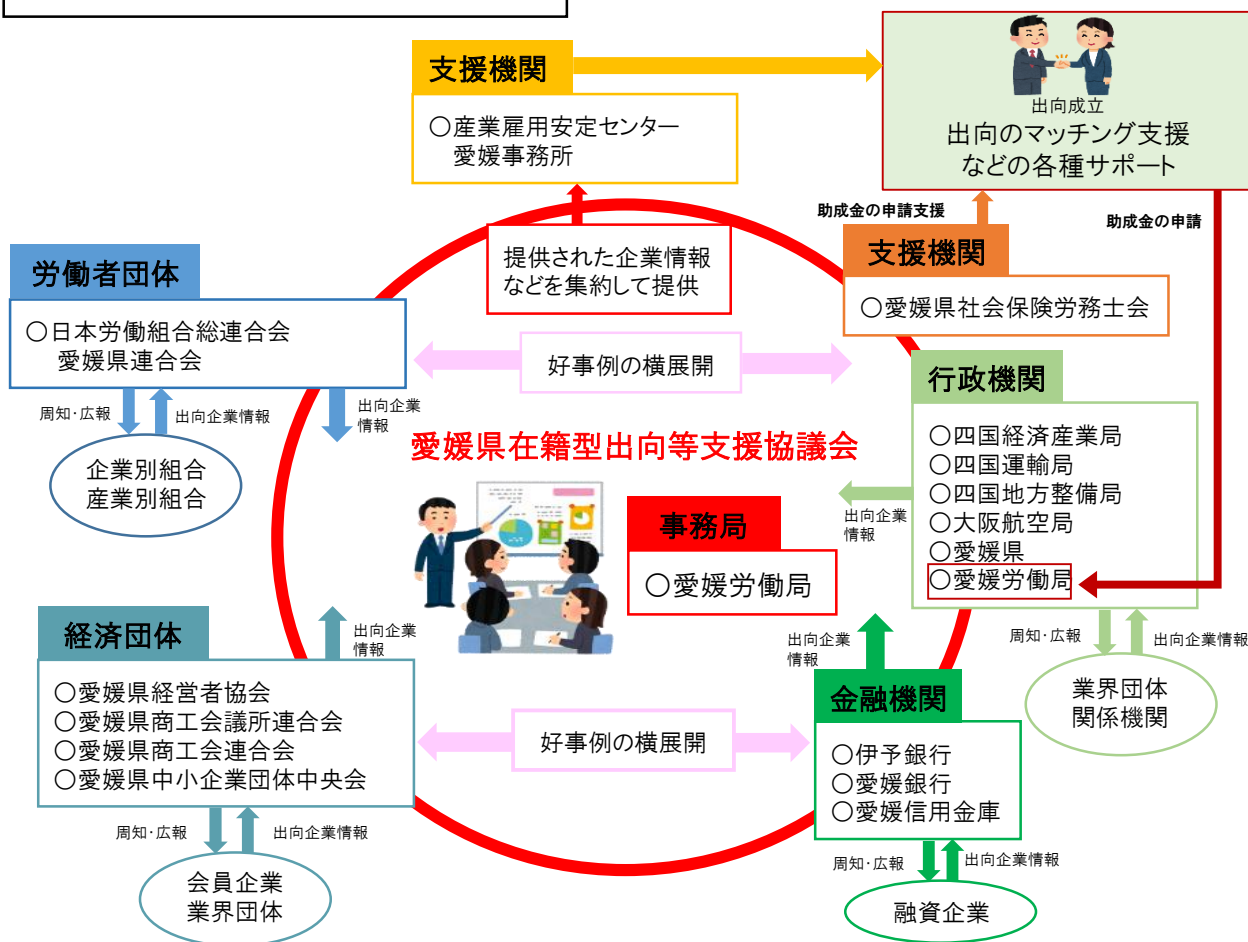 支援機関
○産業雇用安定センター
愛媛事務所
出向成立
出向のマッチング支援
などの各種サポート
助成金の申請支援
助成金の申請
提供された企業情報
などを集約して提供
支援機関
○愛媛県社会保険労務士会
労働者団体
○日本労働組合総連合会
愛媛県連合会
好事例の横展開
周知・広報
出向企業情報
出向企業
情報
企業別組合
産業別組合
行政機関
○四国経済産業局
○四国運輸局
○四国地方整備局
○大阪航空局
○愛媛県
○愛媛労働局
出向企業
情報
愛媛県在籍型出向等支援協議会
事務局
○愛媛労働局
周知・広報
出向企業情報
業界団体
関係機関
経済団体
出向企業
情報
○愛媛県経営者協会
○愛媛県商工会議所連合会
○愛媛県商工会連合会
○愛媛県中小企業団体中央会
好事例の横展開
出向企業
情報
金融機関
○伊予銀行
○愛媛銀行
○愛媛信用金庫
周知・広報
出向企業情報
会員企業
業界団体
周知・広報
出向企業情報
融資企業